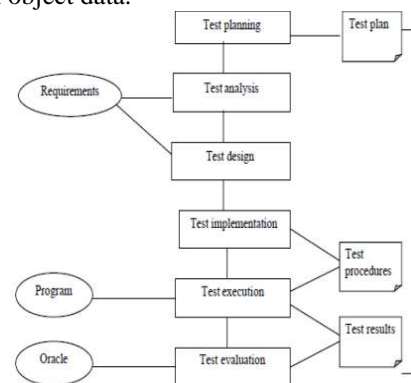 object data.
Test planning
Test plan
Requirements
Test analysis
Test design
Test implementation
Test
procedures
Program
Test execution
Test results
Oracle
Test evaluation